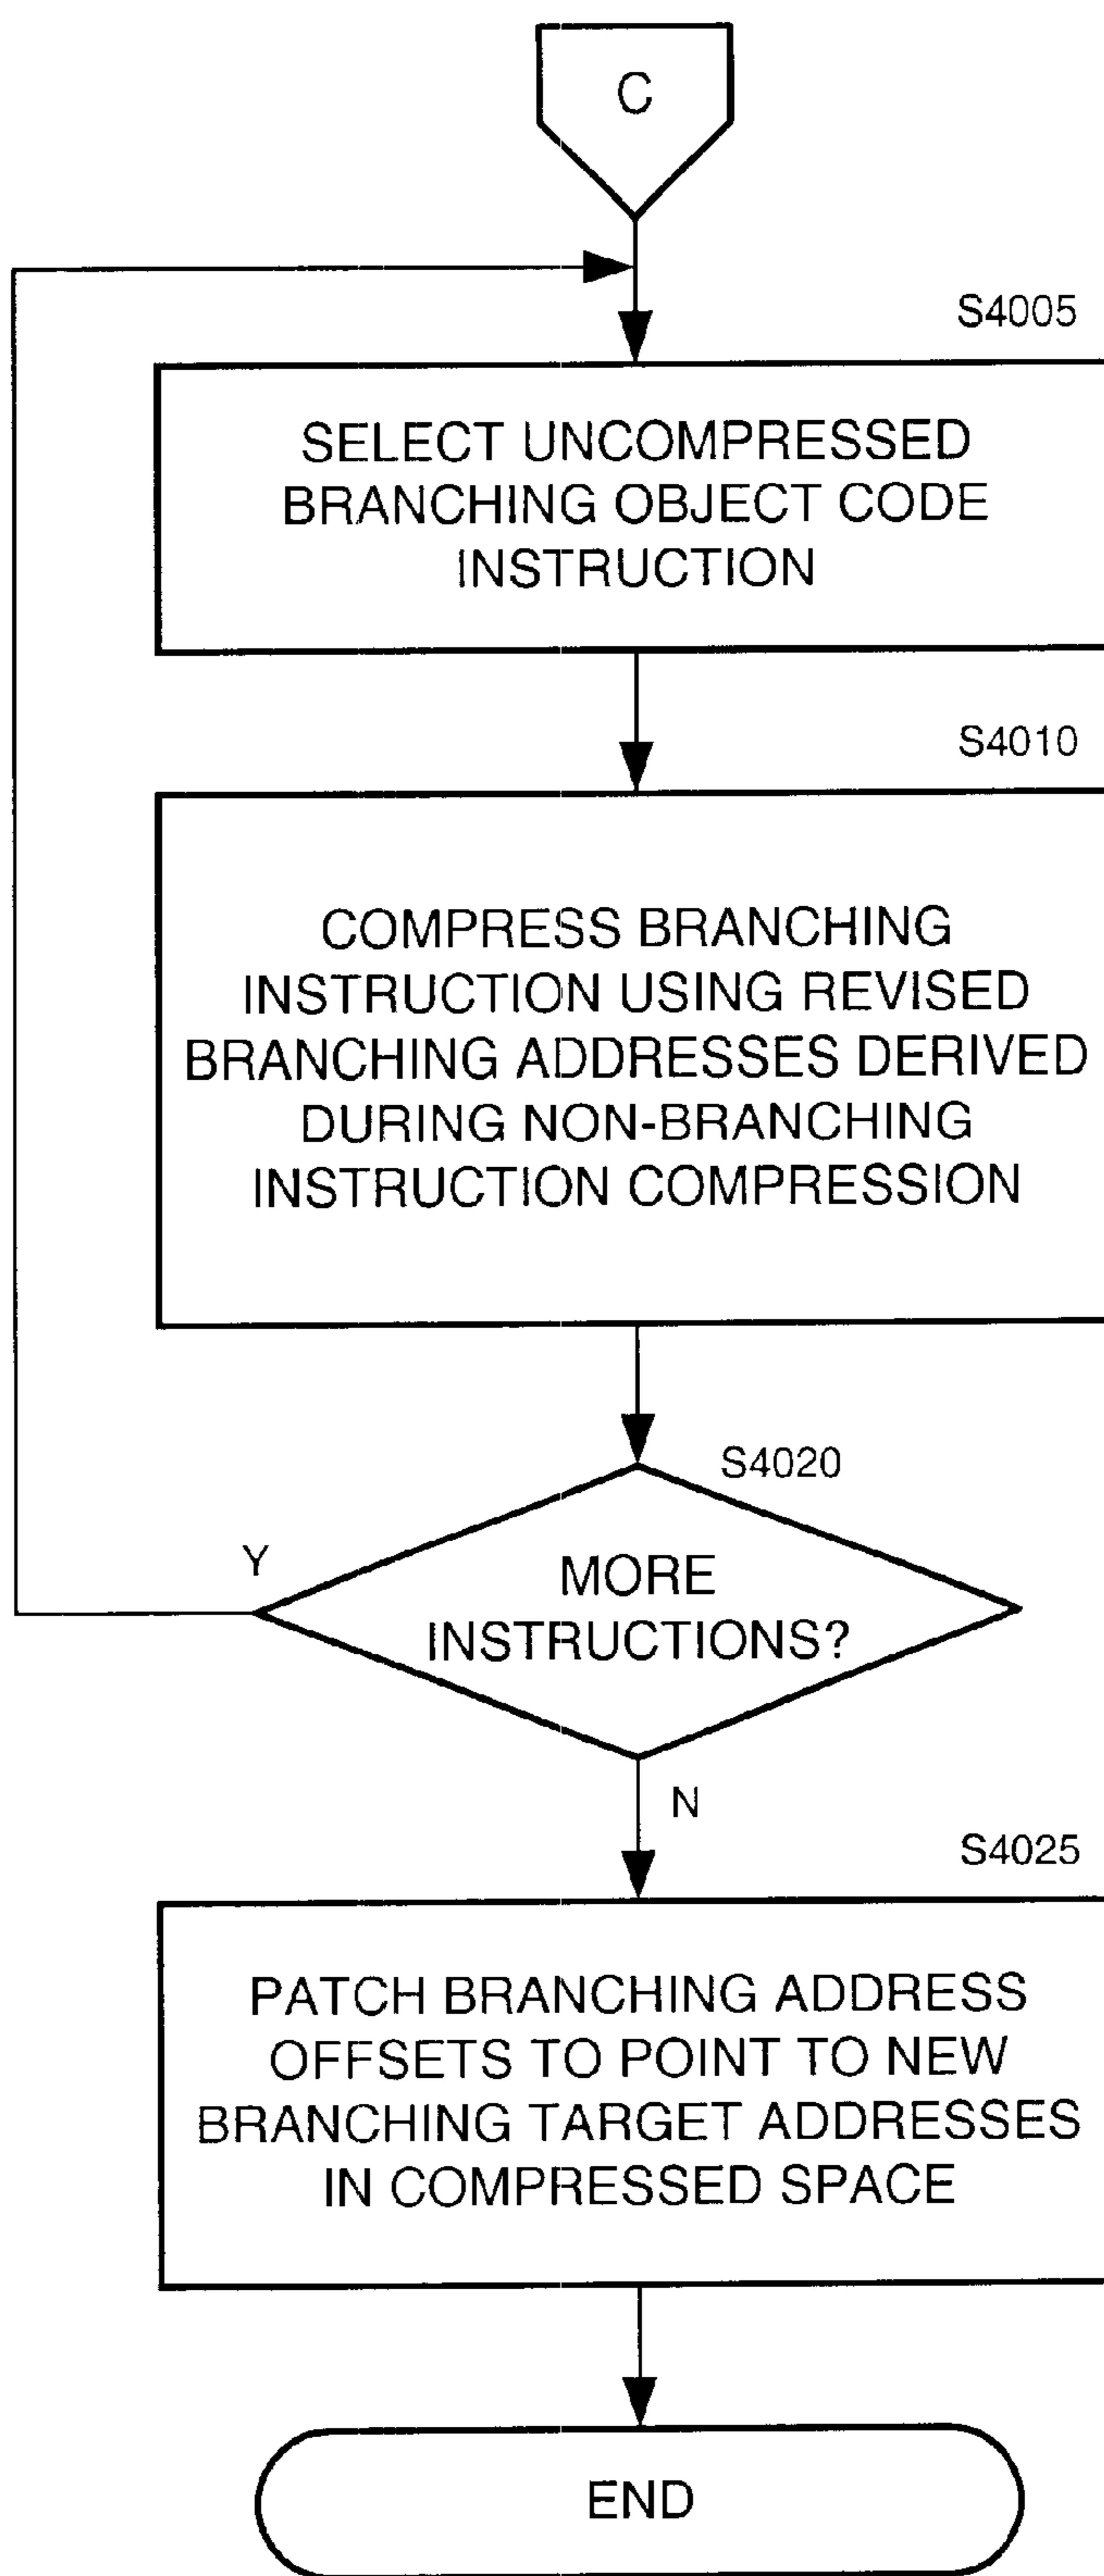 C
S4005
SELECT UNCOMPRESSED
BRANCHING OBJECT CODE
INSTRUCTION
S4010
COMPRESS BRANCHING
INSTRUCTION USING REVISED
BRANCHING ADDRESSES DERIVED
DURING NON-BRANCHING
INSTRUCTION COMPRESSION
S4020
Y
MORE
INSTRUCTIONS?
N
S4025
PATCH BRANCHING ADDRESS
OFFSETS TO POINT TO NEW
BRANCHING TARGET ADDRESSES
IN COMPRESSED SPACE
END